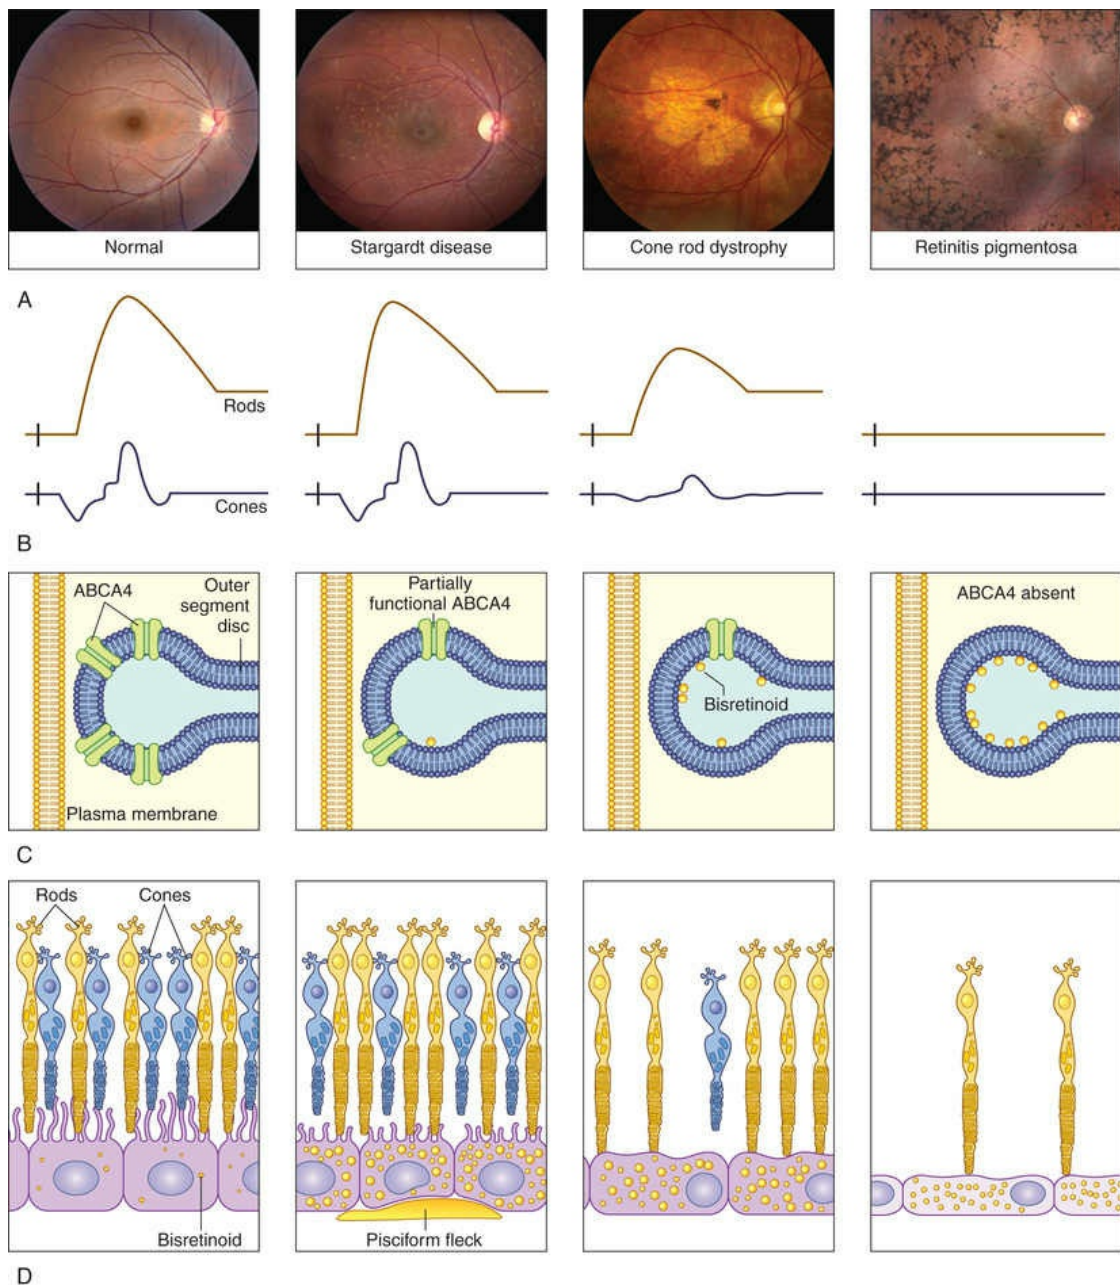 Normal
Stargardt disease
Cone rod dystrophy
Retinitis pigmentosa
A
Rods
Cones
B
ABCA4
Outer
segment
disc
Plasma membrane
Partially
functional ABCA4
Bisretinoid
ABCA4 absent
C
Rods
Cones
Bisretinoid
Pisciform fleck
D